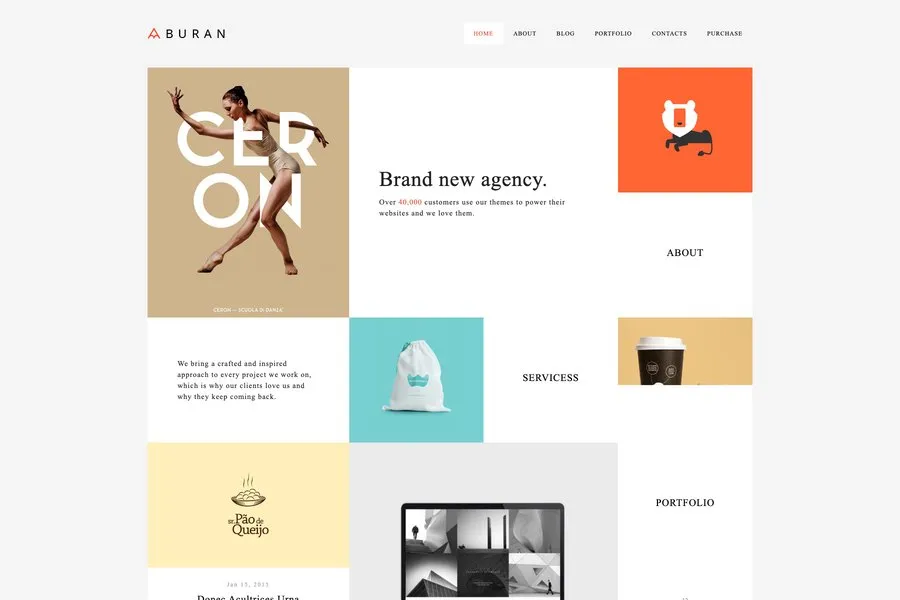 BURAN
HOME ABOUT BLOG PORTFOLIO CONTACTS PURCHASE
CER
ON
CERON — SCUOLA DI DANZA
Brand new agency.
Over 40,000 customers use our themes to power their
websites and we love them.
ABOUT
We bring a crafted and inspired
approach to every project we work on,
which is why our clients love us and
why they keep coming back.
SERVICESS
sr. Pão de
Queijo
PORTFOLIO
Jan 15, 2015
Donec Acultrices Urna